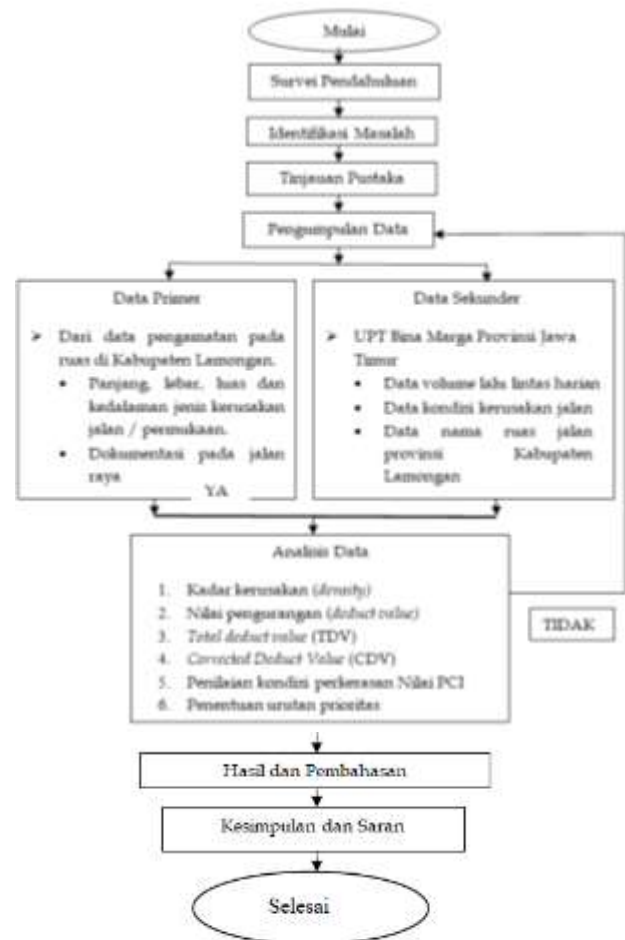 Mulai
Survei Pendahuluan
Identifikasi Masalah
Tinjauan Pustaka
Pengumpulan Data
Data Primer
➤ Dari data pengamatan pada
ruas di Kabupaten Lamongan.
• Panjang, lebar, luas dan
kedalaman jenis kerusakan
jalan / permukaan.
• Dokumentasi pada jalan
raya
YA
Data Sekunder
➤ UPT Bina Marga Provinsi Jawa
Timur
• Data volume lalu lintas harian
• Data kondisi kerusakan jalan
• Data nama ruas jalan
provinsi Kabupaten
Lamongan
Analisis Data
1. Kadar kerusakan (density)
2. Nilai pengurangan (deduct value)
3. Total deduct value (TDV)
4. Corrected Deduct Value (CDV)
5. Penilaian kondisi perkerasan Nilai PCI
6. Penentuan urutan prioritas
TIDAK
Hasil dan Pembahasan
Kesimpulan dan Saran
Selesai